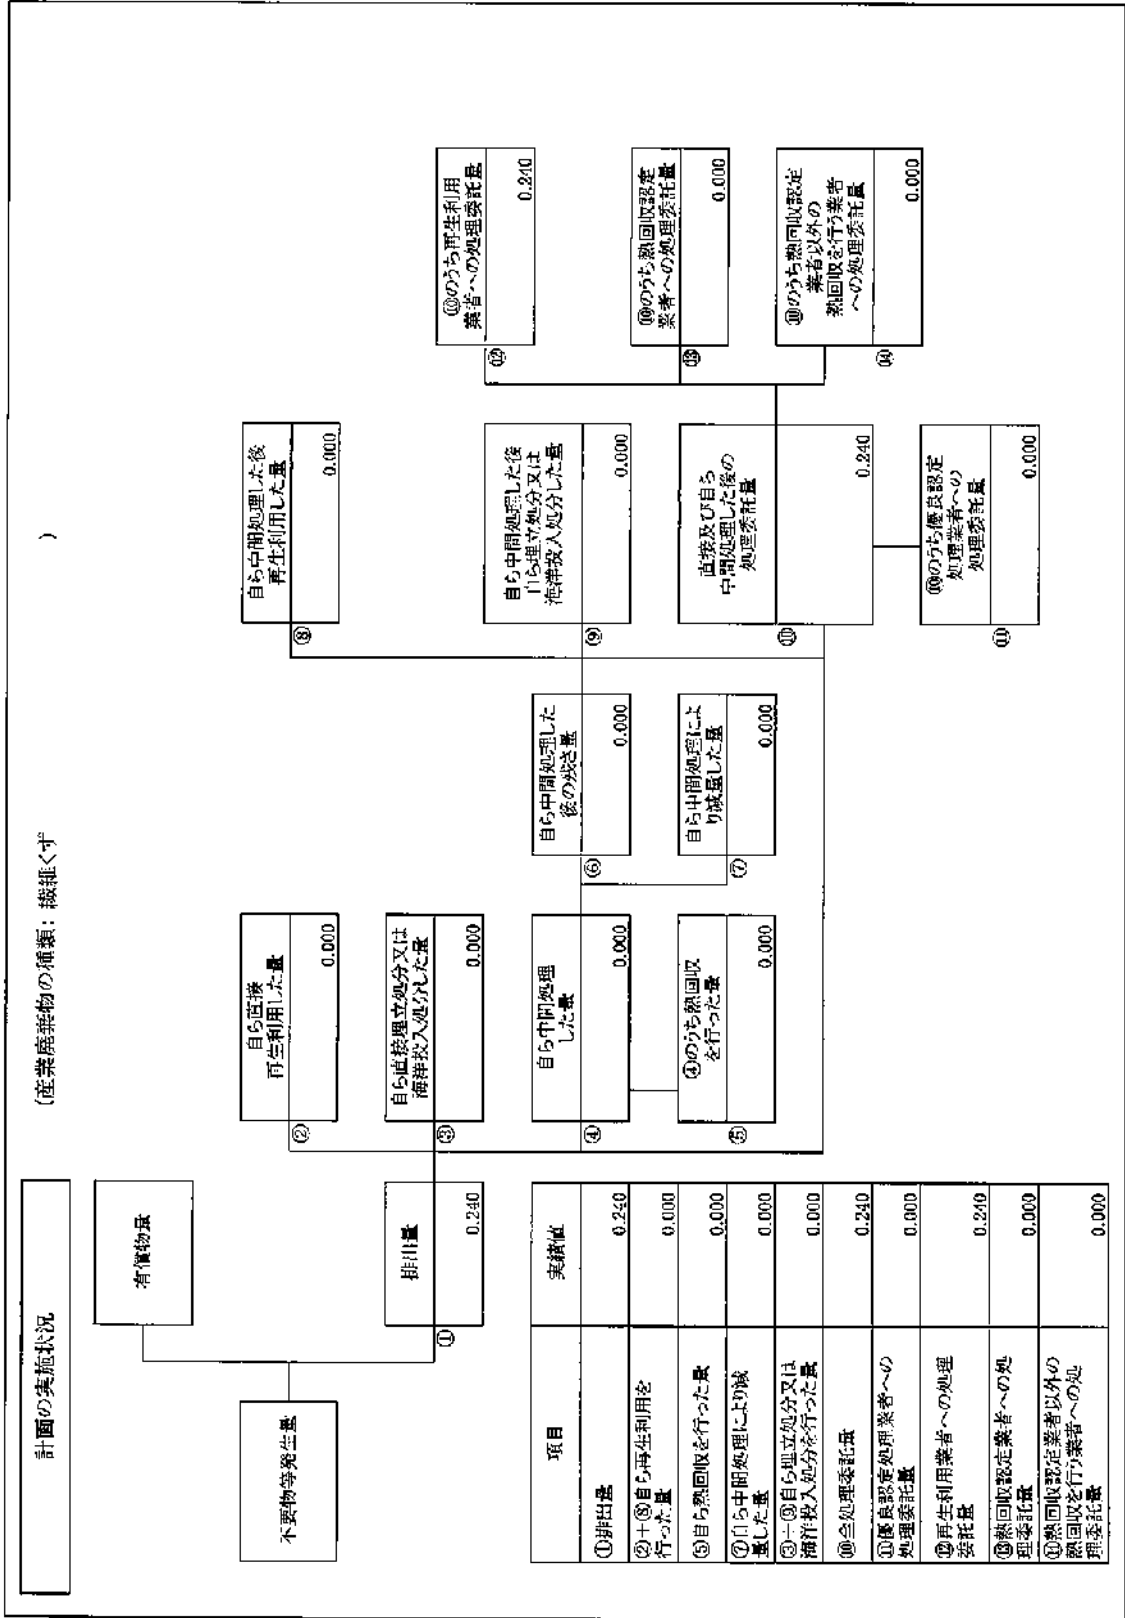 計画の実施状況
(産業廃棄物の種類: 繊維くず
)
不要物等発生量
有償物量
①
排出量
0.240
②
自ら直接
再生利用した量
0.000
③
自ら直接埋立処分又は
海洋投入処分した量
0.000
④
自ら中間処理
した量
0.000
⑤
④のうち熱回収
を行った量
0.000
⑥
自ら中間処理した
後の残さ量
0.000
⑦
自ら中間処理によ
り減量した量
0.000
⑧
自ら中間処理した後
再生利用した量
0.000
⑨
自ら中間処理した後
自ら埋立処分又は
海洋投入処分した量
0.000
⑩
直接及び自ら
中間処理した後の
処理委託量
0.240
⑪
⑩のうち優良認定
処理業者への
処理委託量
0.000
⑫
⑩のうち再生利用
業者への処理委託量
0.240
⑬
⑩のうち熱回収認定
業者への処理委託量
0.000
⑭
⑩のうち熱回収認定
業者以外の
熱回収を行う業者
への処理委託量
0.000
項目
実績値
①排出量
0.240
②+⑧自ら再生利用を
行った量
0.000
⑤自ら熱回収を行った量
0.000
⑦自ら中間処理により減
量した量
0.000
③+⑨自ら埋立処分又は
海洋投入処分を行った量
0.000
⑩全処理委託量
0.240
⑪優良認定処理業者への
処理委託量
0.000
⑫再生利用業者への処理
委託量
0.240
⑬熱回収認定業者への処
理委託量
0.000
⑭熱回収認定業者以外の
熱回収を行う業者への処
理委託量
0.000